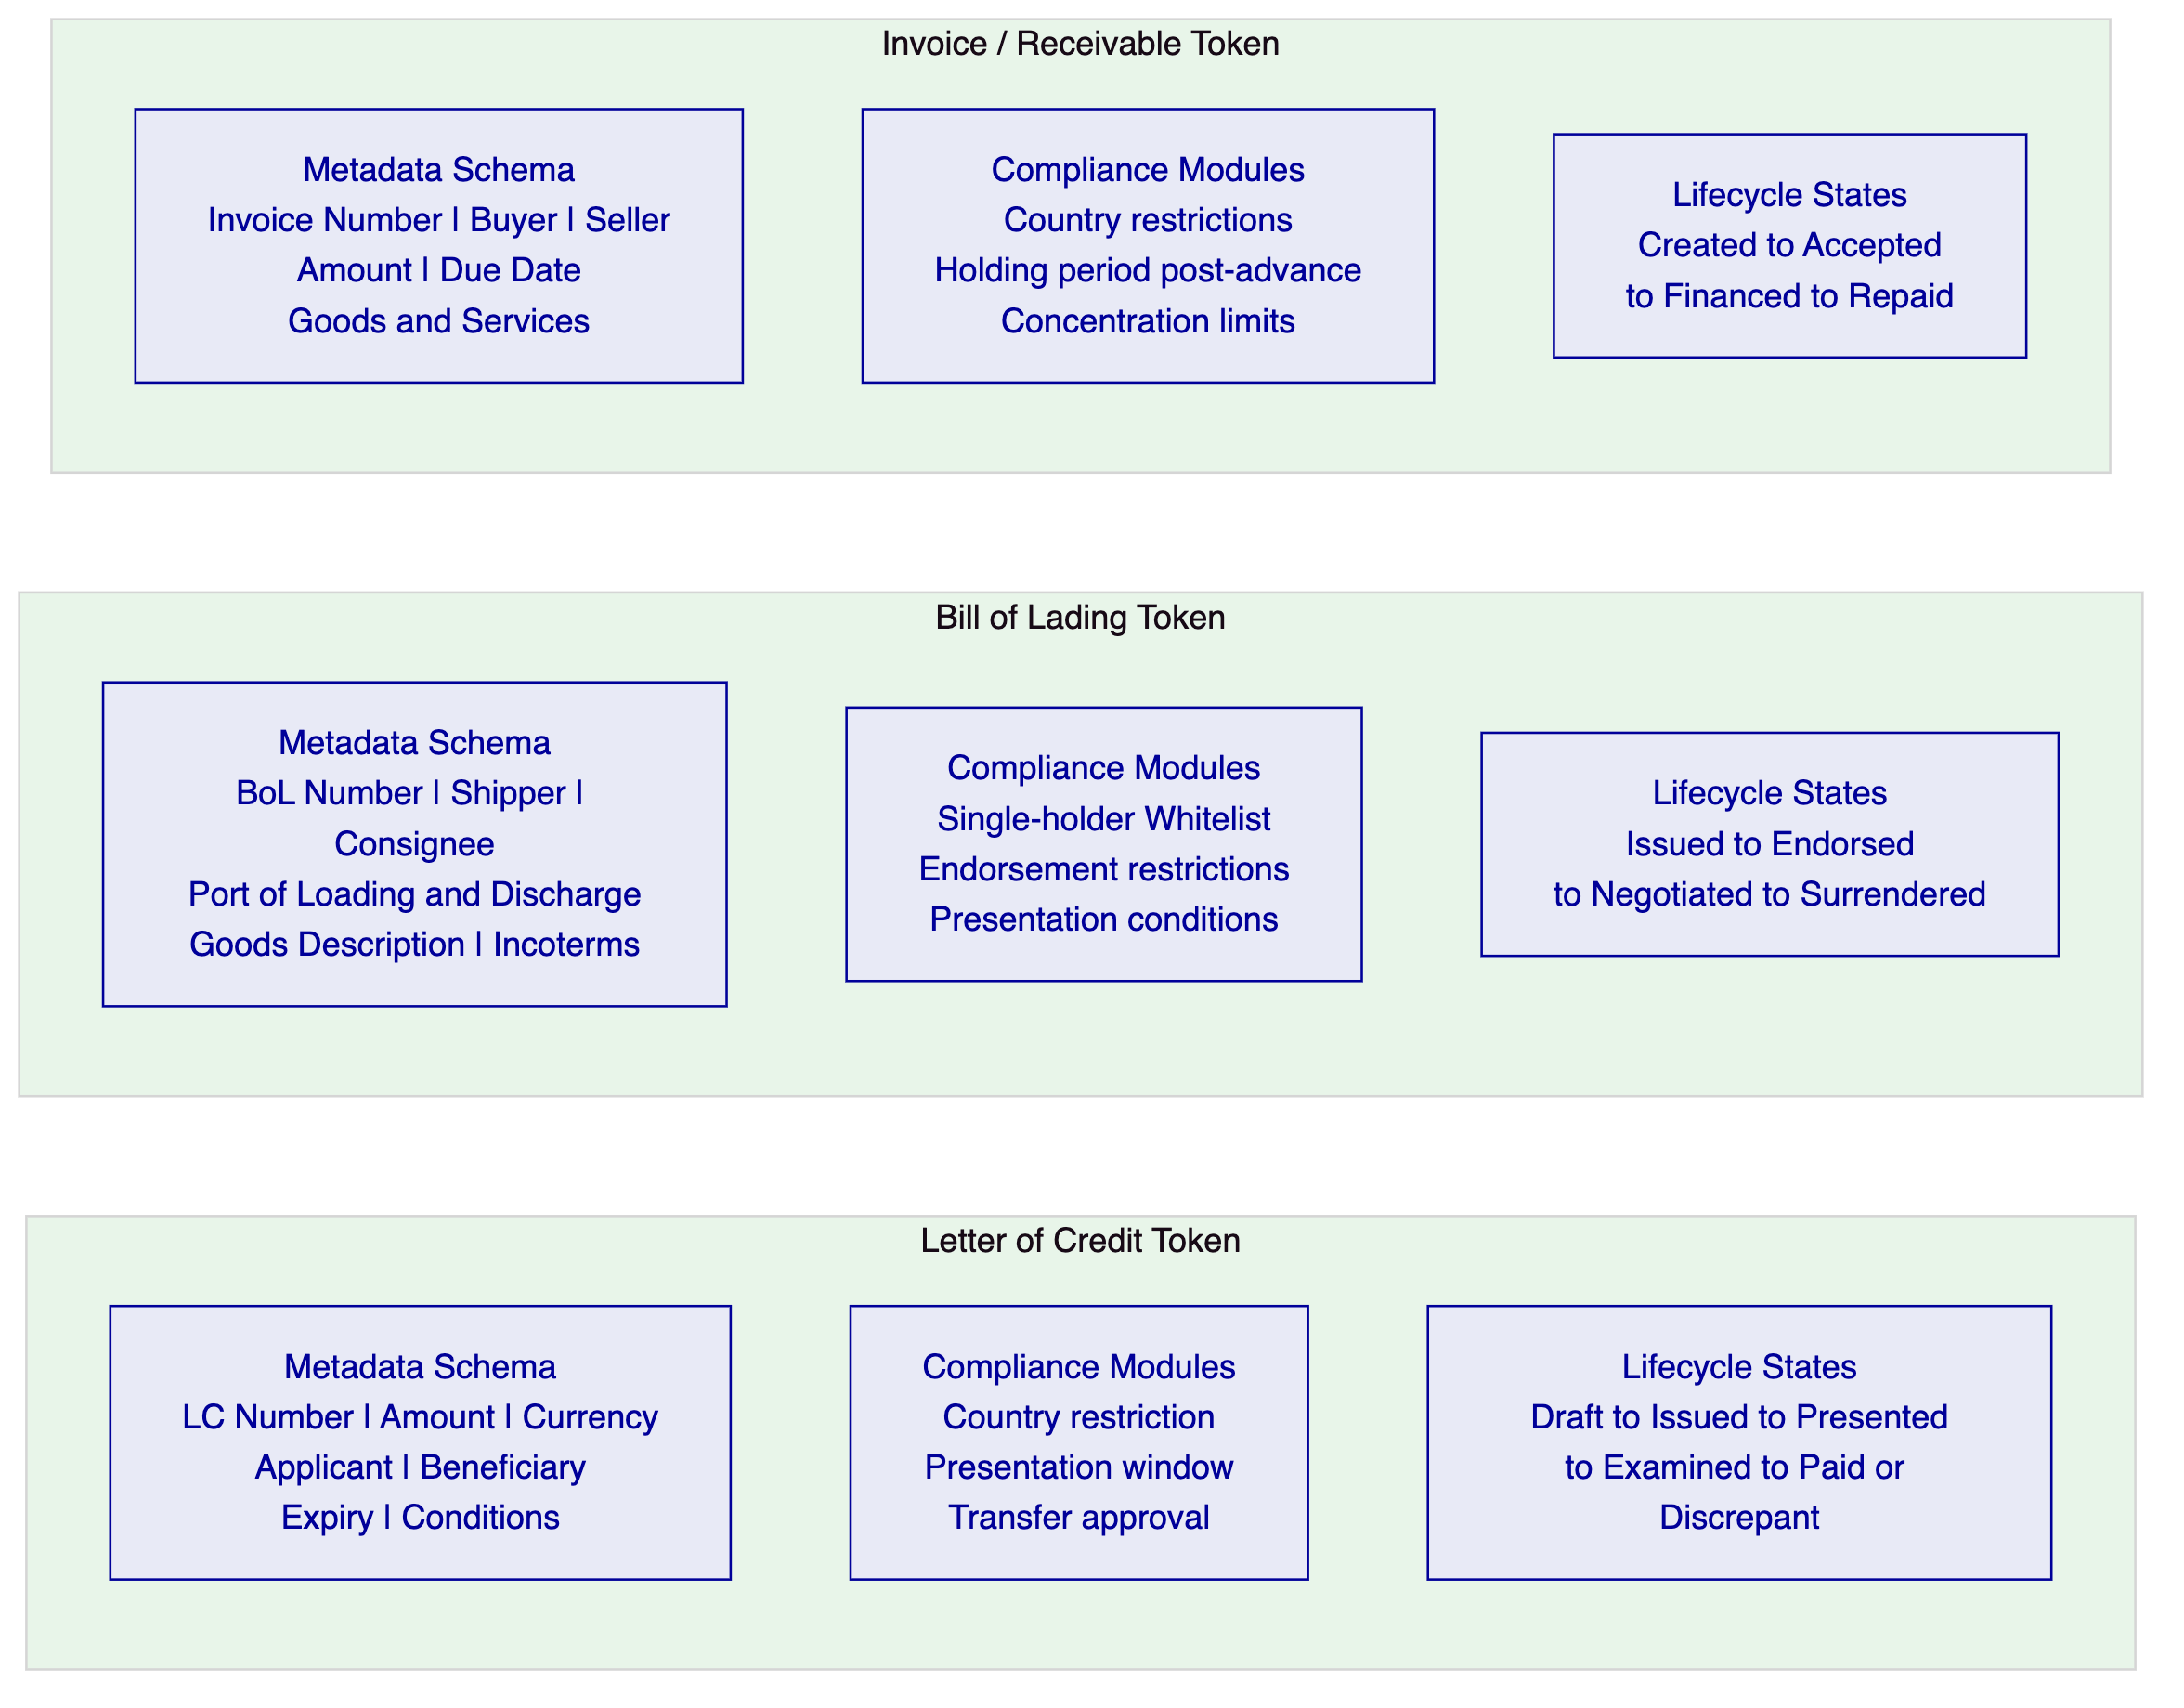 Invoice / Receivable Token
Metadata Schema
Invoice Number | Buyer | Seller
Amount | Due Date
Goods and Services
Compliance Modules
Country restrictions
Holding period post-advance
Concentration limits
Lifecycle States
Created to Accepted
to Financed to Repaid
Bill of Lading Token
Metadata Schema
BoL Number | Shipper |
Consignee
Port of Loading and Discharge
Goods Description | Incoterms
Compliance Modules
Single-holder Whitelist
Endorsement restrictions
Presentation conditions
Lifecycle States
Issued to Endorsed
to Negotiated to Surrendered
Letter of Credit Token
Metadata Schema
LC Number | Amount | Currency
Applicant | Beneficiary
Expiry | Conditions
Compliance Modules
Country restriction
Presentation window
Transfer approval
Lifecycle States
Draft to Issued to Presented
to Examined to Paid or
Discrepant